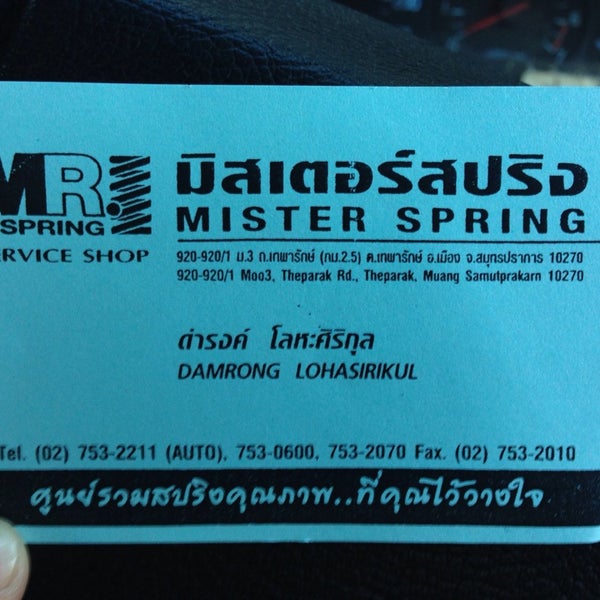 MR.
SPRING
SERVICE SHOP
มิสเตอร์สปริง
MISTER SPRING
920-920/1 ม.3 ถ.เทพารักษ์ (กม.2.5) ต.เทพารักษ์ อ.เมือง จ.สมุทรปราการ 10270
920-920/1 Moo3, Theparak Rd., Theparak, Muang Samutprakarn 10270
ดำรงค์ โลหะศิริกุล
DAMRONG LOHASIRIKUL
Tel. (02) 753-2211 (AUTO), 753-0600, 753-2070 Fax. (02) 753-2010
ศูนย์รวมสปริงคุณภาพ..ที่คุณไว้วางใจ